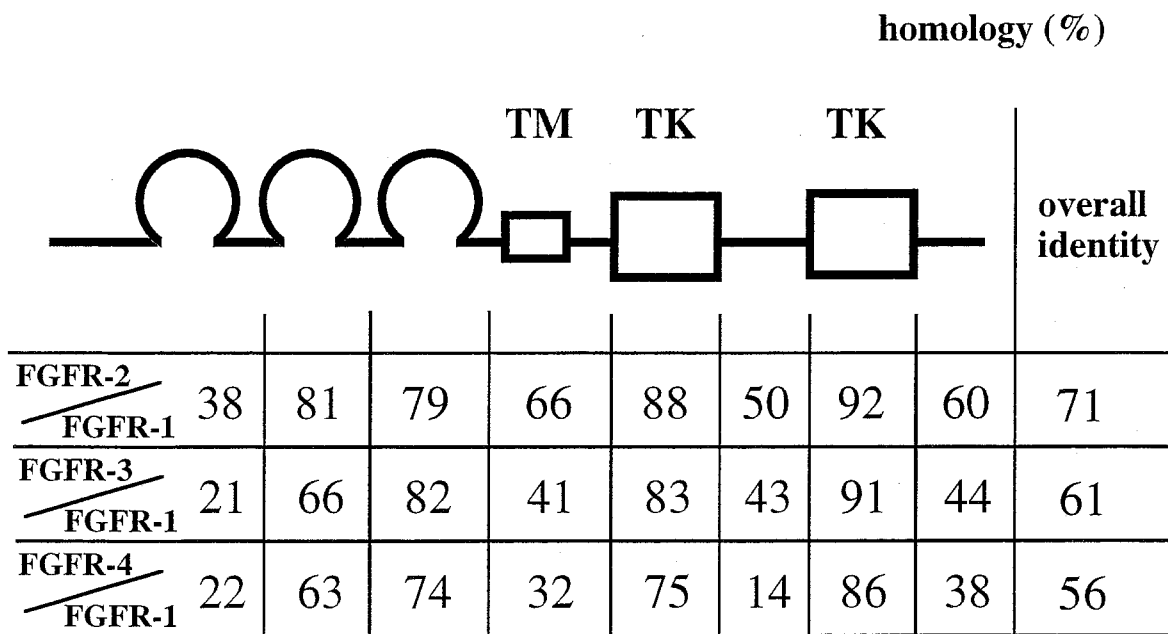 homology (%)
TM TK TK
overall
identity
FGFR-2
FGFR-1 38 81 79 66 88 50 92 60 71
FGFR-3
FGFR-1 21 66 82 41 83 43 91 44 61
FGFR-4
FGFR-1 22 63 74 32 75 14 86 38 56